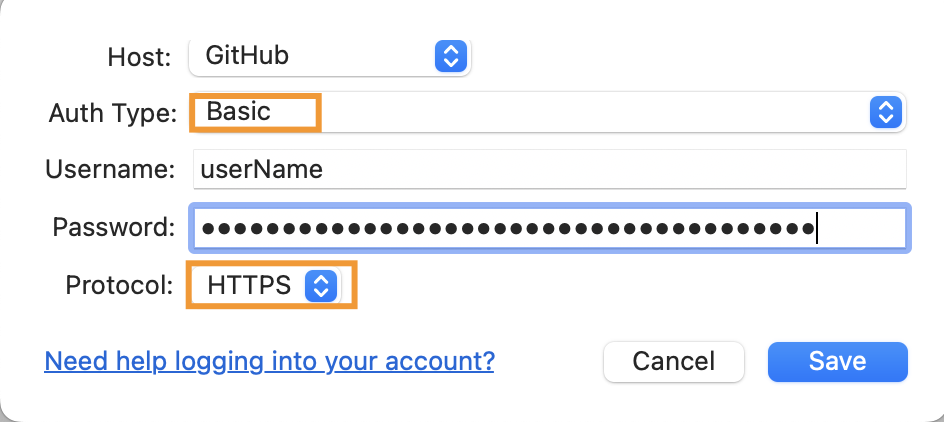 Host: GitHub
Auth Type: Basic
Username: userName
Password: ••••••••••••••••••••••••••••••••••••••••
Protocol: HTTPS
Need help logging into your account? Cancel Save